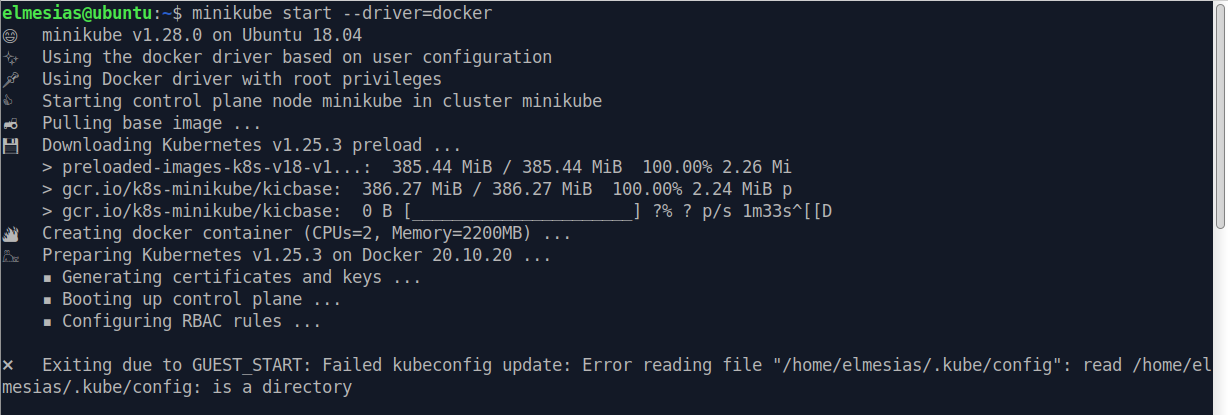 elmesias@ubuntu:~$ minikube start --driver=docker
😄 minikube v1.28.0 on Ubuntu 18.04
✨ Using the docker driver based on user configuration
📌 Using Docker driver with root privileges
👍 Starting control plane node minikube in cluster minikube
🚜 Pulling base image ...
💾 Downloading Kubernetes v1.25.3 preload ...
> preloaded-images-k8s-v18-v1...: 385.44 MiB / 385.44 MiB 100.00% 2.26 Mi
> gcr.io/k8s-minikube/kicbase: 386.27 MiB / 386.27 MiB 100.00% 2.24 MiB p
> gcr.io/k8s-minikube/kicbase: 0 B [______________________] ?% ? p/s 1m33s^[[D
🔥 Creating docker container (CPUs=2, Memory=2200MB) ...
🐳 Preparing Kubernetes v1.25.3 on Docker 20.10.20 ...
▪ Generating certificates and keys ...
▪ Booting up control plane ...
▪ Configuring RBAC rules ...
❌ Exiting due to GUEST_START: Failed kubeconfig update: Error reading file "/home/elmesias/.kube/config": read /home/el
mesias/.kube/config: is a directory